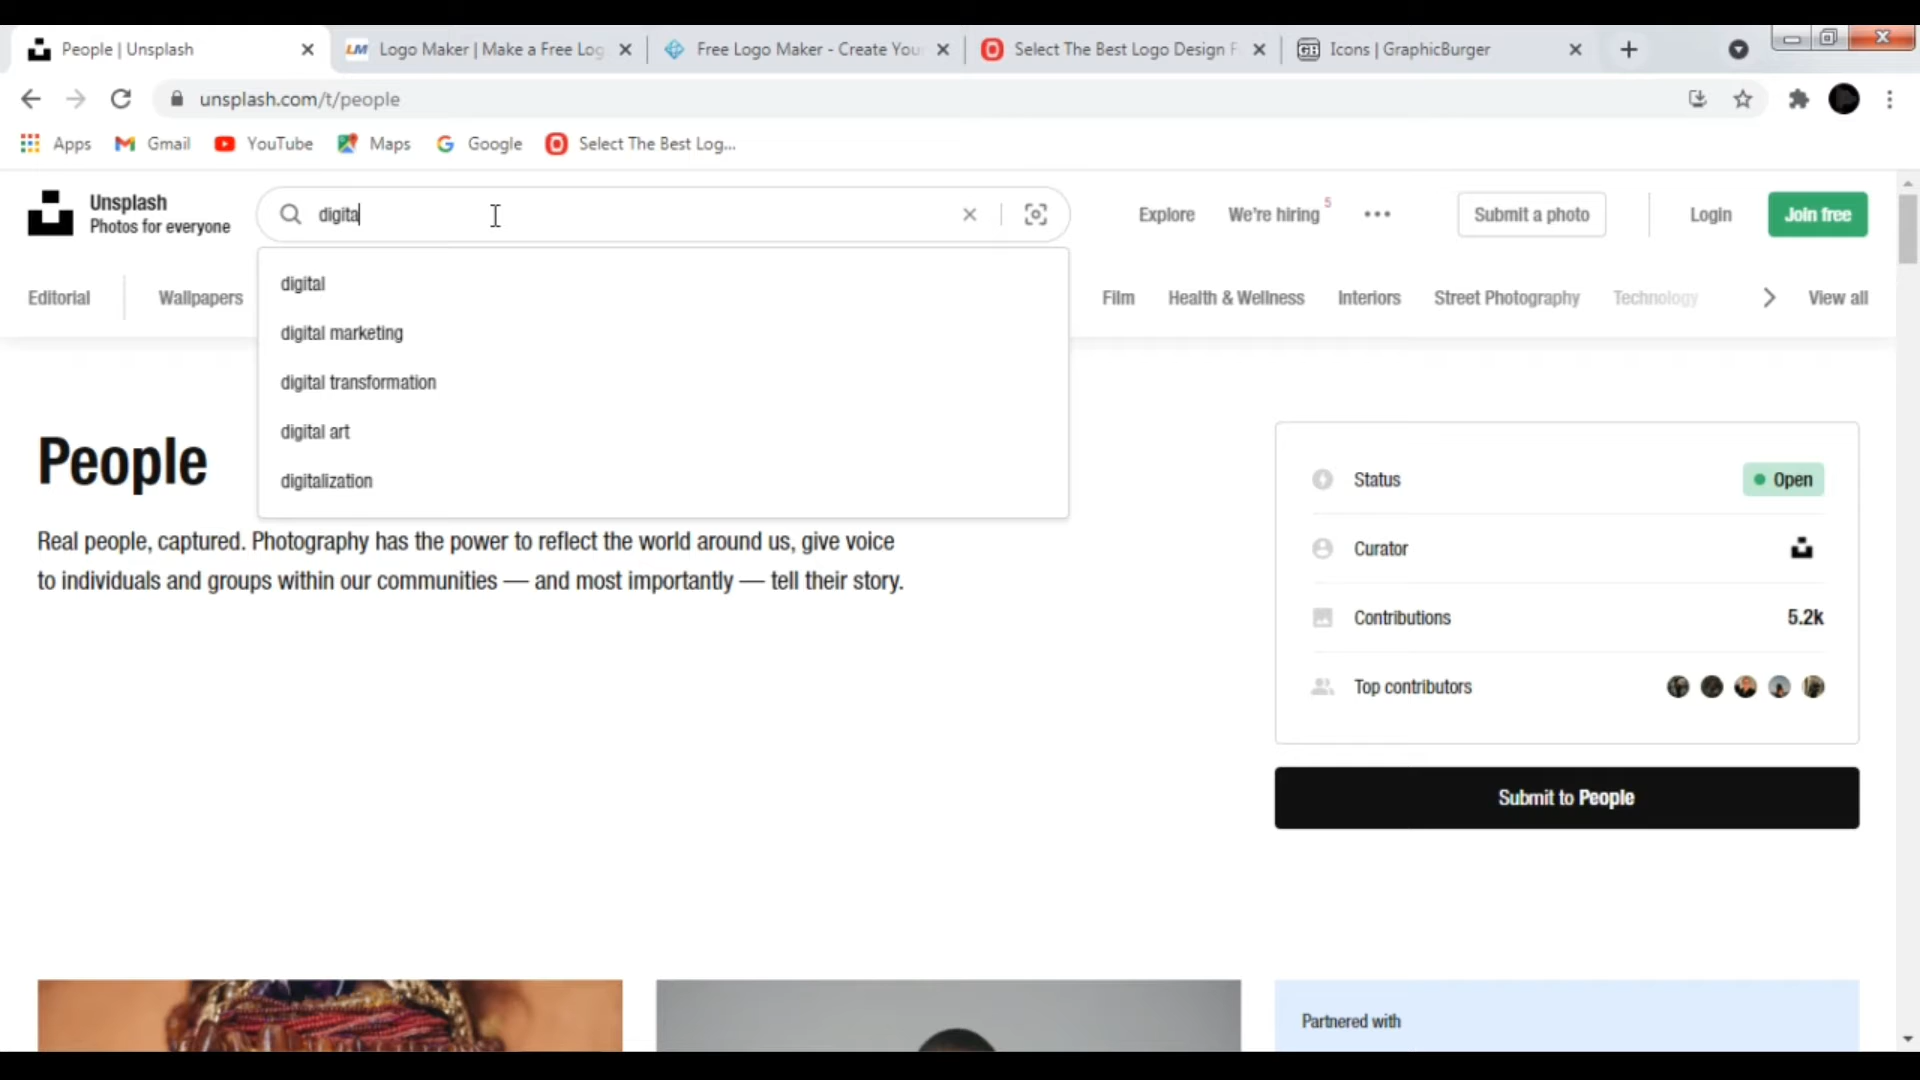 People | Unsplash
LM Logo Maker | Make a Free Log
Free Logo Maker - Create Your
Select The Best Logo Design F
GB Icons | GraphicBurger
unsplash.com/t/people
Apps
Gmail
YouTube
Maps
Google
Select The Best Log...
Unsplash
Photos for everyone
digita
Explore
We're hiring 5
Submit a photo
Login
Join free
Editorial
Wallpapers
Film
Health & Wellness
Interiors
Street Photography
Technology
View all
digital
digital marketing
digital transformation
digital art
digitalization
People
Real people, captured. Photography has the power to reflect the world around us, give voice
to individuals and groups within our communities — and most importantly — tell their story.
Status
Open
Curator
Contributions
5.2k
Top contributors
Submit to People
Partnered with